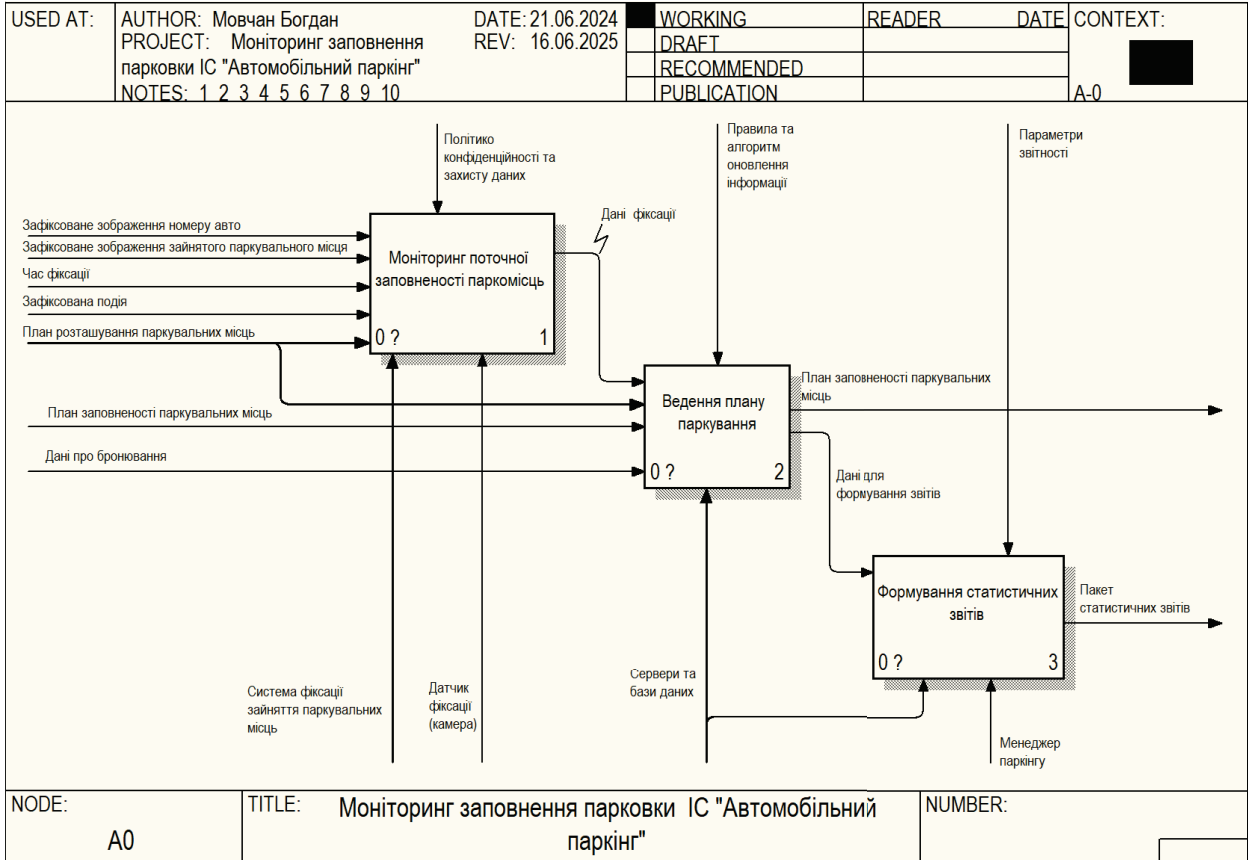 USED AT:
AUTHOR: Мовчан Богдан
DATE: 21.06.2024
PROJECT: Моніторинг заповнення
REV: 16.06.2025
парковки ІС "Автомобільний паркінг"
NOTES: 1 2 3 4 5 6 7 8 9 10
WORKING
DRAFT
RECOMMENDED
PUBLICATION
READER
DATE
CONTEXT:
A-0
Політико
конфіденційності та
захисту даних
Правила та
алгоритм
оновлення
інформації
Параметри
звітності
Зафіксоване зображення номеру авто
Зафіксоване зображення зайнятого паркувального місця
Час фіксації
Зафіксована подія
План розташування паркувальних місць
Моніторинг поточної
заповненості паркомісць
0 ?
1
Дані фіксації
План заповненості паркувальних місць
Дані про бронювання
Ведення плану
паркування
0 ?
2
План заповненості паркувальних
місць
Дані для
формування звітів
Формування статистичних
звітів
0 ?
3
Пакет
статистичних звітів
Система фіксації
зайняття паркувальних
місць
Датчик
фіксації
(камера)
Сервери та
бази даних
Менеджер
паркінгу
NODE:
A0
TITLE:
Моніторинг заповнення парковки ІС "Автомобільний
паркінг"
NUMBER: